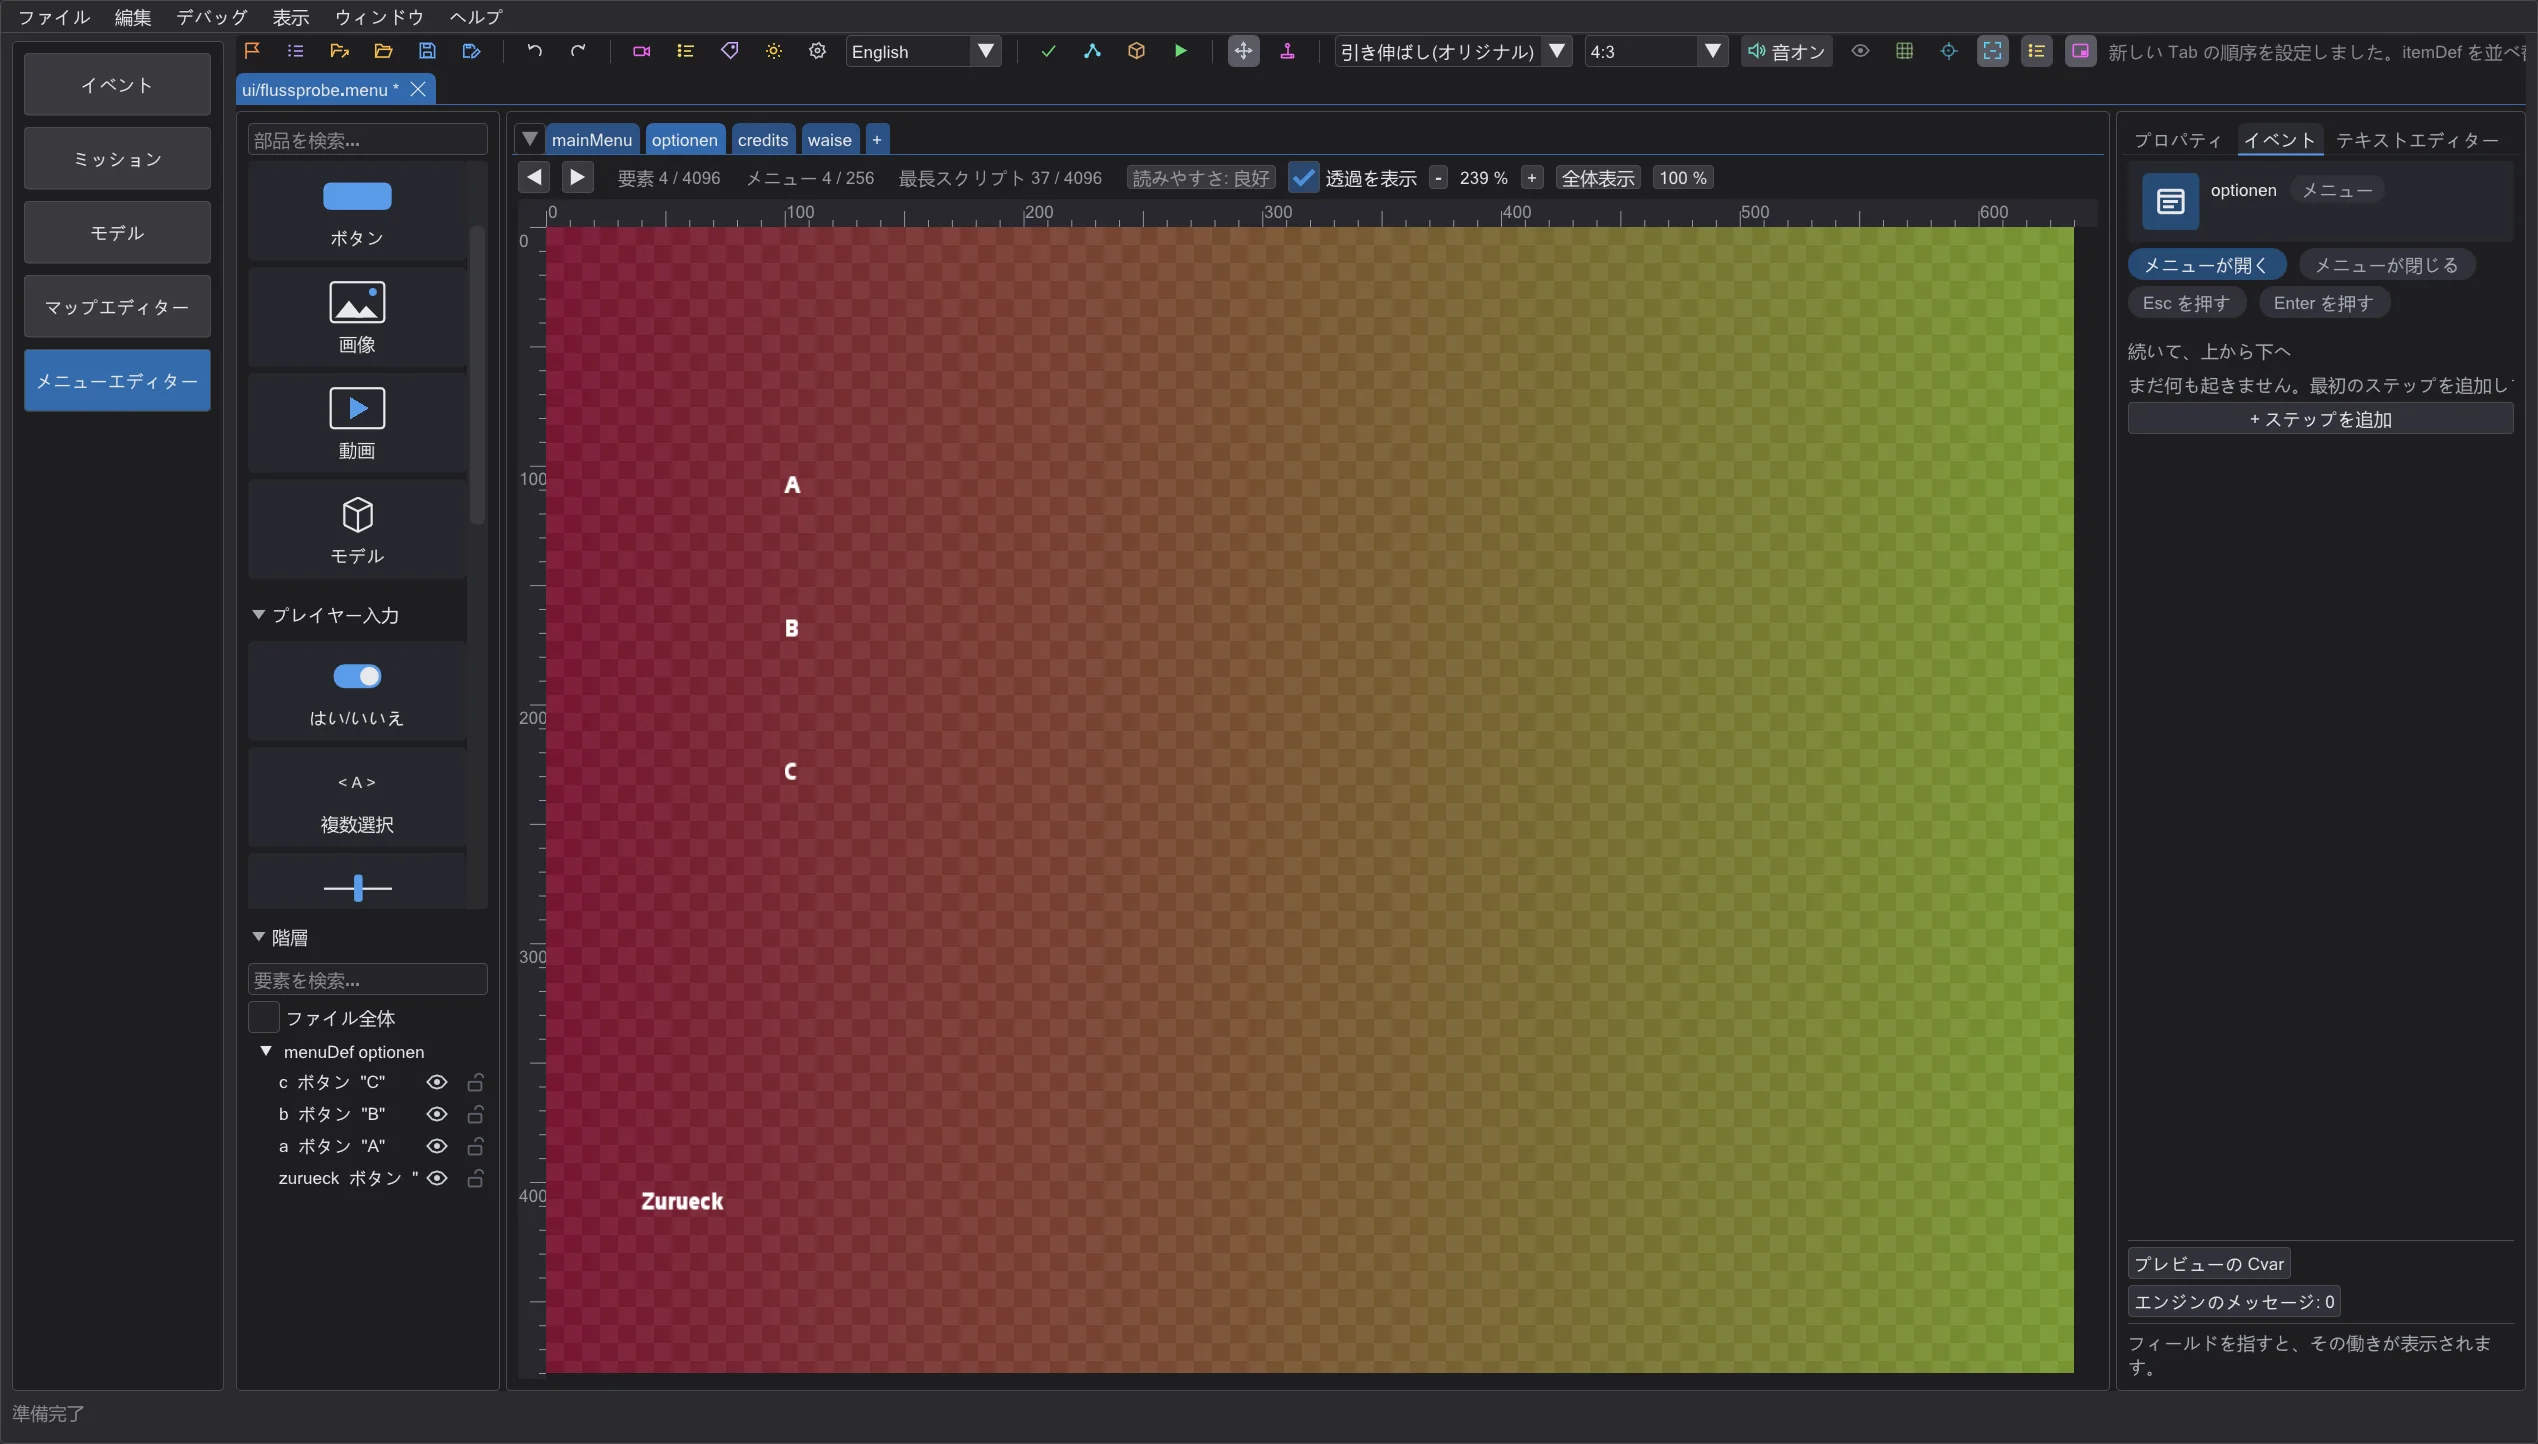 ファイル 編集 デバッグ 表示 ウィンドウ ヘルプ
English 引き伸ばし(オリジナル) 4:3 音オン 新しい Tab の順序を設定しました。itemDef を並べ
ui/flussprobe.menu *
イベント
ミッション
モデル
マップエディター
メニューエディター
部品を検索...
ボタン
画像
動画
モデル
プレイヤー入力
はい/いいえ
< A >
複数選択
階層
要素を検索...
ファイル全体
menuDef optionen
c ボタン "C"
b ボタン "B"
a ボタン "A"
zurueck ボタン "
mainMenu optionen credits waise +
要素 4 / 4096 メニュー 4 / 256 最長スクリプト 37 / 4096 読みやすさ: 良好 透過を表示 - 239 % + 全体表示 100 %
0 100 200 300 400 500 600
0
100
200
300
400
A
B
C
Zurueck
プロパティ イベント テキストエディター
optionen メニュー
メニューが開く メニューが閉じる
Esc を押す Enter を押す
続いて、上から下へ
まだ何も起きません。最初のステップを追加し
+ ステップを追加
プレビューの Cvar
エンジンのメッセージ: 0
フィールドを指すと、その働きが表示されま
す。
準備完了